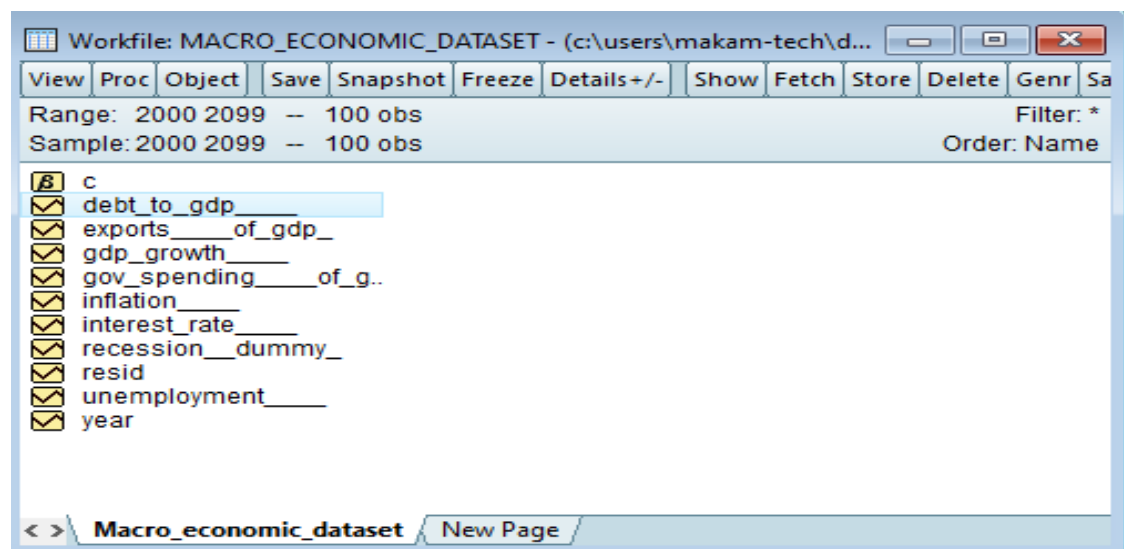 Workfile: MACRO_ECONOMIC_DATASET - (c:\users\makam-tech\d...
View Proc Object Save Snapshot Freeze Details+/- Show Fetch Store Delete Genr Sa
Range: 2000 2099 -- 100 obs Filter: *
Sample: 2000 2099 -- 100 obs Order: Name
β c
debt_to_gdp_____
exports_____of_gdp_
gdp_growth_____
gov_spending_____of_g..
inflation_____
interest_rate_____
recession__dummy_
resid
unemployment_____
year
< > Macro_economic_dataset New Page